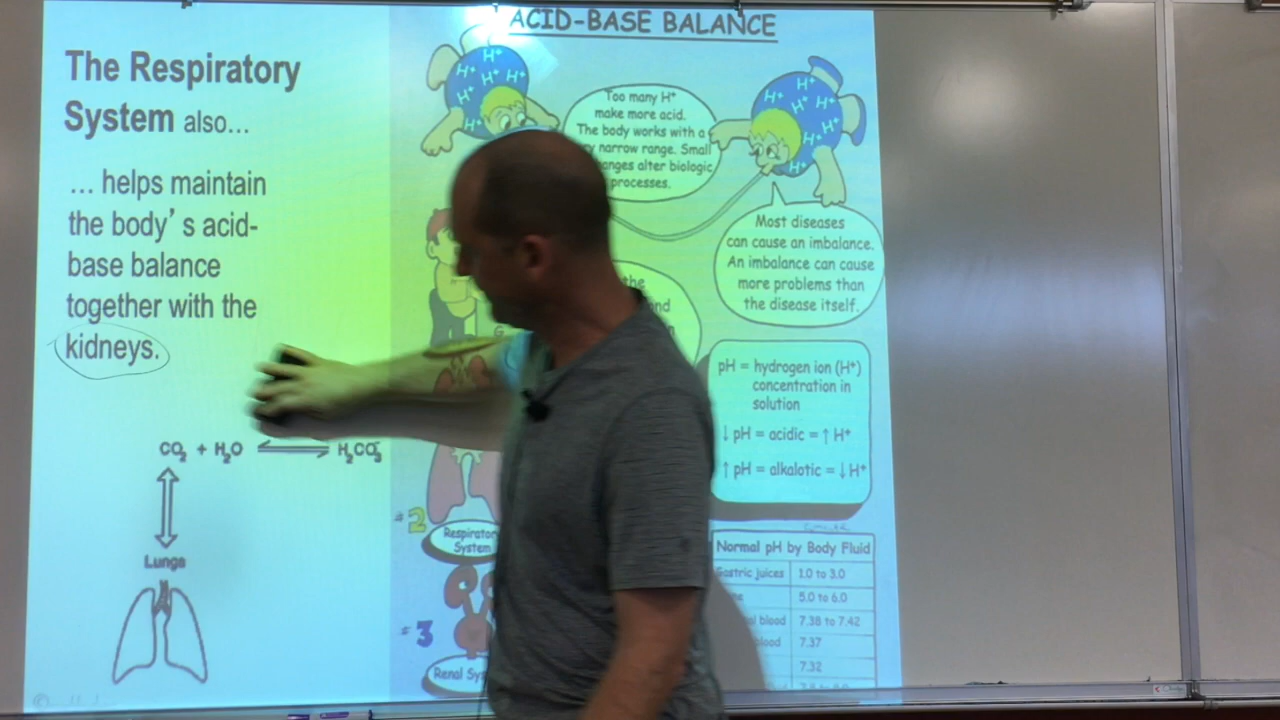 The Respiratory
System also...
... helps maintain
the body's acid-
base balance
together with the
kidneys.
CO2 + H2O H2CO3
Lungs
ACID-BASE BALANCE
H+ H+ H+ H+ H+
Too many H+
make more acid.
The body works with a
narrow range. Small
alter biologic
processes.
H+ H+ H+ H+ H+ H+
Most diseases
can cause an imbalance.
An imbalance can cause
more problems than
the disease itself.
the
pH = hydrogen ion (H+)
concentration in
solution
↓ pH = acidic = ↑ H+
↑ pH = alkalotic = ↓ H+
#2
System
#3
Renal
Normal pH by Body Fluid
Gastric juices 1.0 to 3.0
5.0 to 6.0
blood 7.38 to 7.42
blood 7.37
7.32